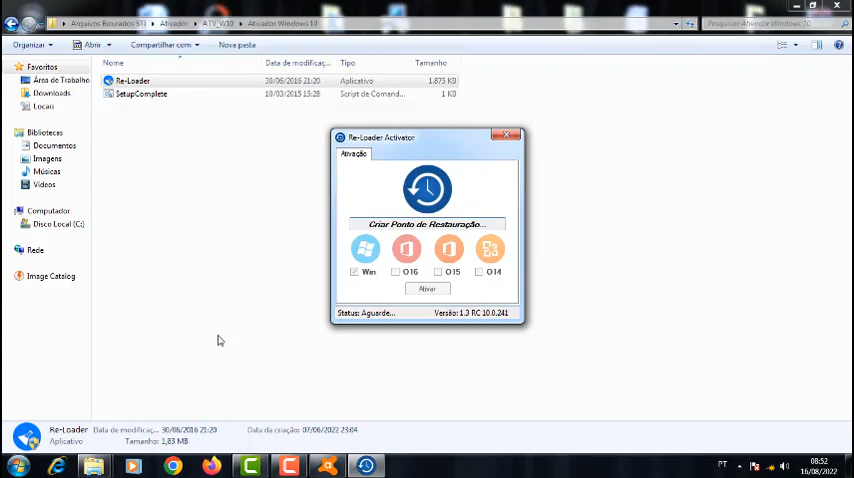 Arquivos Bizurados STI
Ativador
ATV_W10
Ativador Windows 10
Pesquisar Ativador Windows 10
Organizar
Abrir
Compartilhar com
Nova pasta
Nome
Data de modificaç...
Tipo
Tamanho
Favoritos
Área de Trabalho
Downloads
Locais
Bibliotecas
Documentos
Imagens
Músicas
Vídeos
Computador
Disco Local (C:)
Rede
Image Catalog
Re-Loader
30/06/2016 21:20
Aplicativo
1.875 KB
SetupComplete
10/03/2015 15:28
Script de Comand...
1 KB
Re-Loader Activator
Ativação
Criar Ponto de Restauração...
Win
O16
O15
O14
Ativar
Status: Aguarde...
Versão: 1.3 RC 10.0.241
Re-Loader
Data de modificaç... 30/06/2016 21:20
Data da criação: 07/06/2022 23:04
Aplicativo
Tamanho: 1,83 MB
PT
08:52
16/08/2022